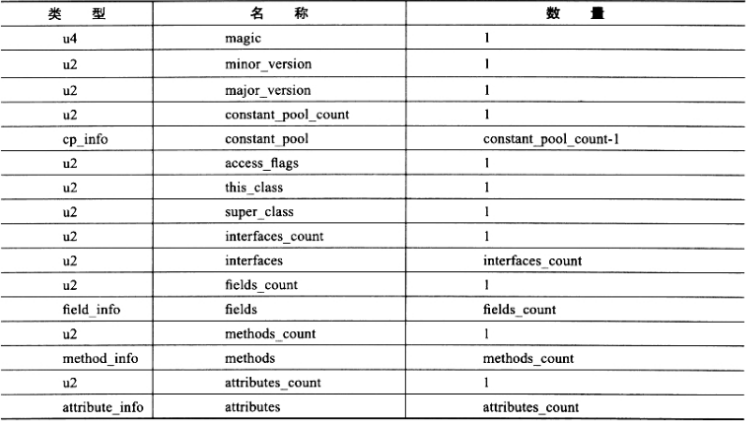 类 型 名 称 数 量
u4 magic 1
u2 minor_version 1
u2 major_version 1
u2 constant_pool_count 1
cp_info constant_pool constant_pool_count-1
u2 access_flags 1
u2 this_class 1
u2 super_class 1
u2 interfaces_count 1
u2 interfaces interfaces_count
u2 fields_count 1
field_info fields fields_count
u2 methods_count 1
method_info methods methods_count
u2 attributes_count 1
attribute_info attributes attributes_count